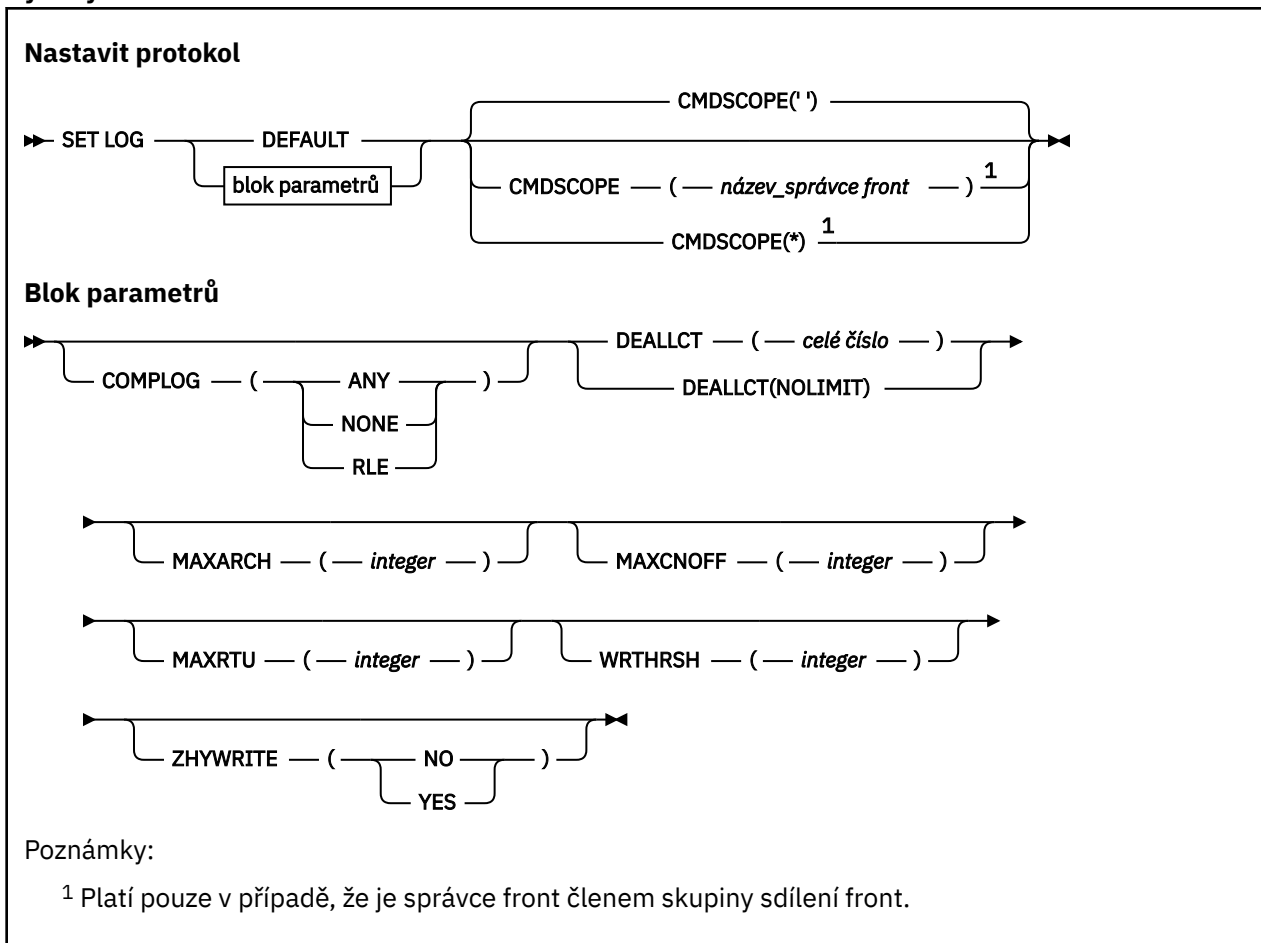 Nastavit protokol
CMDSCOPE(' ')
SET LOG DEFAULT
blok parametrů
CMDSCOPE ( název_správce front ) 1
CMDSCOPE(*) 1
Blok parametrů
COMPLOG ( ANY )
NONE
RLE
DEALLCT ( celé číslo )
DEALLCT(NOLIMIT)
MAXARCH ( integer ) MAXCNOFF ( integer )
MAXRTU ( integer ) WRTHRSH ( integer )
ZHYWRITE ( NO )
YES
Poznámky:
1 Platí pouze v případě, že je správce front členem skupiny sdílení front.